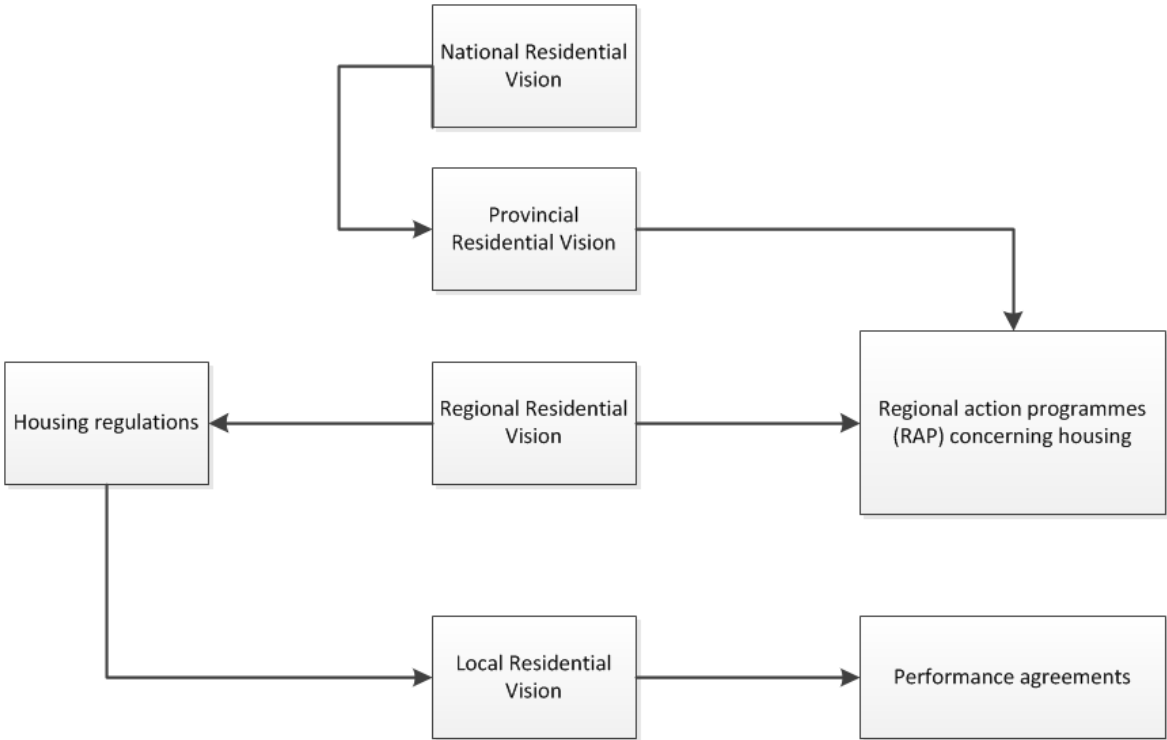 National Residential
Vision
Provincial
Residential Vision
Housing regulations
Regional Residential
Vision
Regional action programmes
(RAP) concerning housing
Local Residential
Vision
Performance agreements